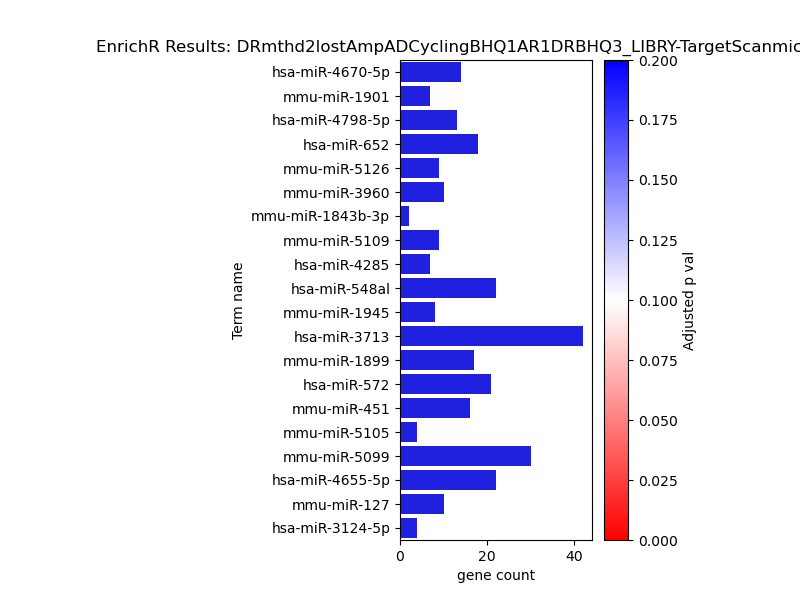 EnrichR Results: DRmthd2lostAmpADCyclingBHQ1AR1DRBHQ3_LIBRY-TargetScanmic
hsa-miR-4670-5p
mmu-miR-1901
hsa-miR-4798-5p
hsa-miR-652
mmu-miR-5126
mmu-miR-3960
mmu-miR-1843b-3p
mmu-miR-5109
hsa-miR-4285
hsa-miR-548al
mmu-miR-1945
hsa-miR-3713
mmu-miR-1899
hsa-miR-572
mmu-miR-451
mmu-miR-5105
mmu-miR-5099
hsa-miR-4655-5p
mmu-miR-127
hsa-miR-3124-5p
Term name
0 20 40
gene count
0.200
0.175
0.150
0.125
0.100
0.075
0.050
0.025
0.000
Adjusted p val